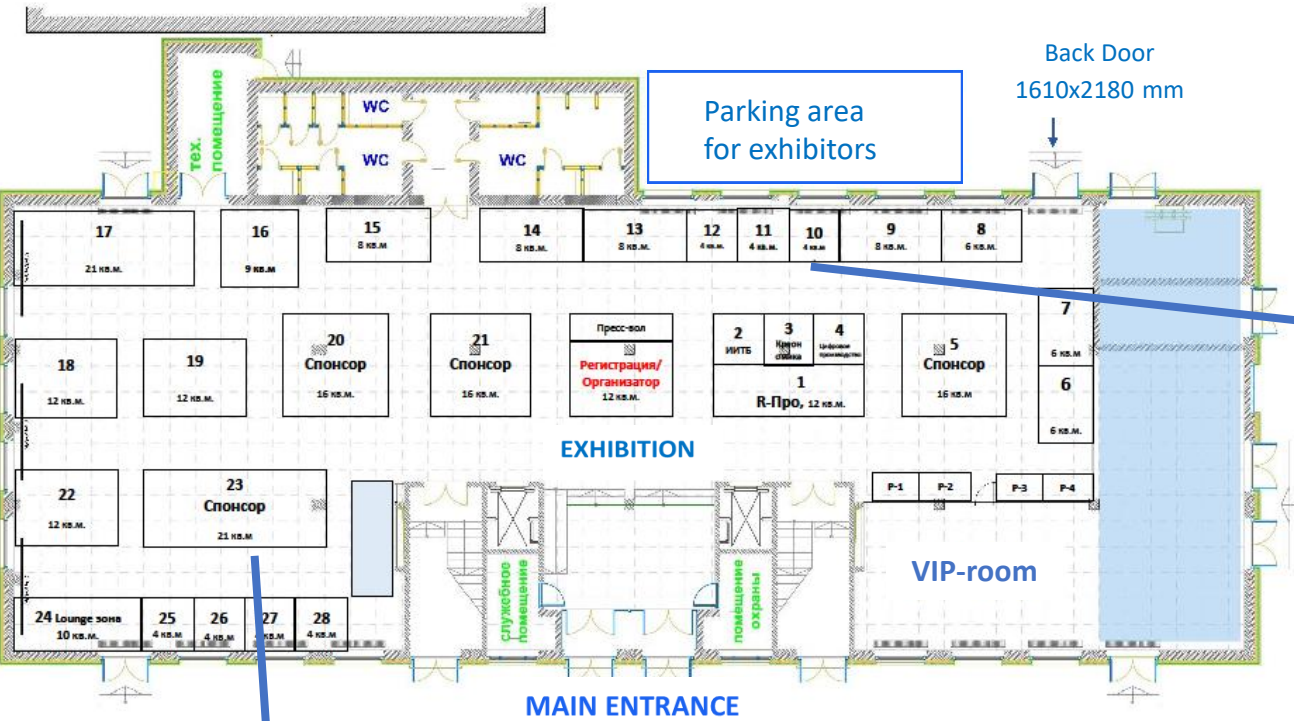 Back Door
1610x2180 mm
Parking area
for exhibitors
тех.
помещение
WC
WC
WC
17
21 кв.м.
16
9 кв.м
15
8 кв.м
14
8 кв.м.
13
8 кв.м.
12
4 кв.м.
11
4 кв.м.
10
4 кв.м
9
8 кв.м.
8
6 кв.м.
7
6 кв.м
6
6 кв.м.
18
12 кв.м.
19
12 кв.м.
20
Спонсор
16 кв.м.
21
Спонсор
16 кв.м.
Пресс-вол
Регистрация/
Организатор
12 кв.м.
2
ИИТБ
3
4
Цифровое
производство
1
R-Про, 12 кв.м.
5
Спонсор
16 кв.м
EXHIBITION
22
12 кв.м.
23
Спонсор
21 кв.м
P-1
P-2
P-3
P-4
VIP-room
служебное
помещение
помещение
охраны
24 Lounge зона
10 кв.м.
25
4 кв.м
26
4 кв.м
27
4 кв.м
28
4 кв.м.
MAIN ENTRANCE